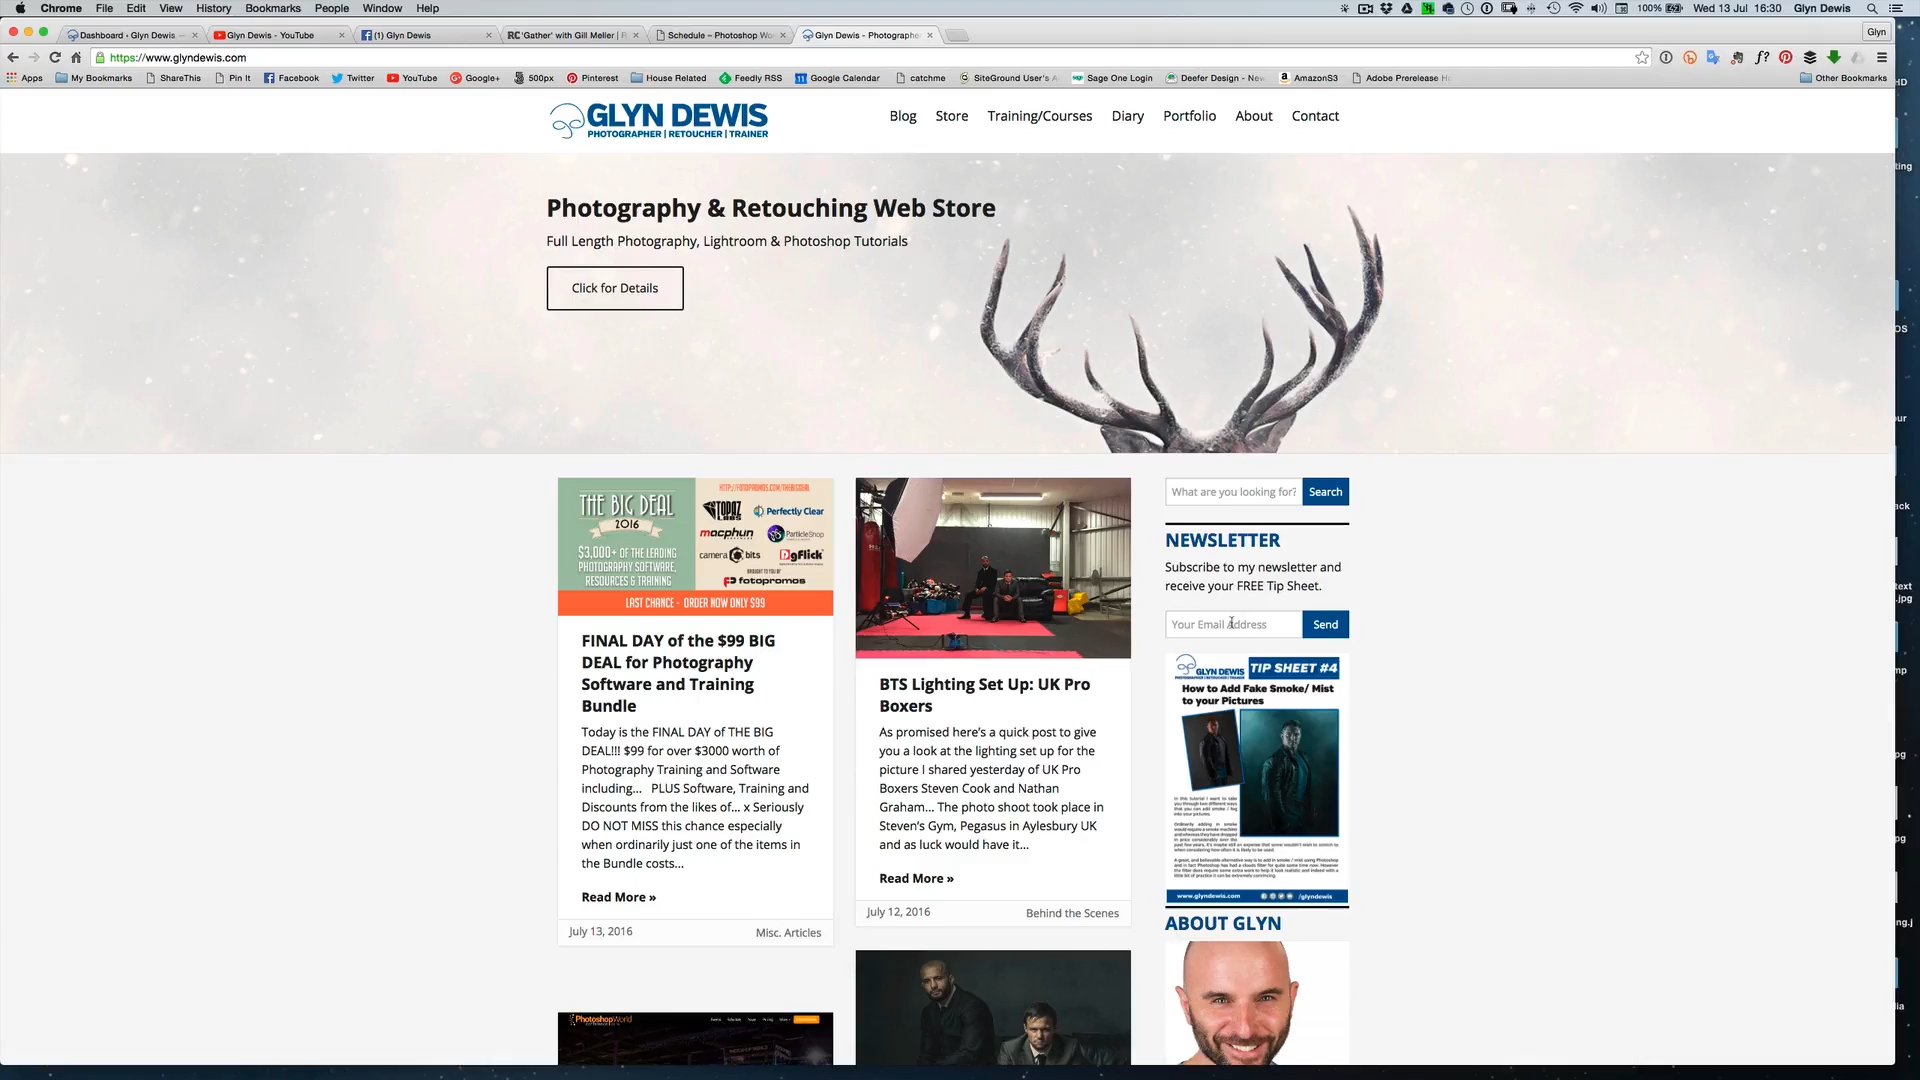 Chrome File Edit View History Bookmarks People Window Help
100% Wed 13 Jul 16:30 Glyn Dewis
Dashboard ‹ Glyn Dewis
Glyn Dewis - YouTube
(1) Glyn Dewis
'Gather' with Gill Meller |
Schedule – Photoshop Wo
Glyn Dewis - Photographe
Glyn
https://www.glyndewis.com
Apps My Bookmarks ShareThis Pin It Facebook Twitter YouTube Google+ 500px Pinterest House Related Feedly RSS Google Calendar catchme SiteGround User's A Sage One Login Deefer Design - New AmazonS3 Adobe Prerelease Other Bookmarks
GLYN DEWIS
PHOTOGRAPHER | RETOUCHER | TRAINER
Blog Store Training/Courses Diary Portfolio About Contact
Photography & Retouching Web Store
Full Length Photography, Lightroom & Photoshop Tutorials
Click for Details
THE BIG DEAL
2016
$3,000+ OF THE LEADING
PHOTOGRAPHY SOFTWARE,
RESOURCES & TRAINING
HTTP://FOTOPROMOS.COM/THEBIGDEAL
TOPAZ LABS
Perfectly Clear
macphun
ParticleShop
camera bits
DgFlick
BROUGHT TO YOU BY
fotopromos
LAST CHANCE - ORDER NOW ONLY $99
FINAL DAY of the $99 BIG
DEAL for Photography
Software and Training
Bundle
Today is the FINAL DAY of THE BIG
DEAL!!! $99 for over $3000 worth of
Photography Training and Software
including... PLUS Software, Training and
Discounts from the likes of... x Seriously
DO NOT MISS this chance especially
when ordinarily just one of the items in
the Bundle costs...
Read More »
July 13, 2016 Misc. Articles
PhotoshopWorld
BTS Lighting Set Up: UK Pro
Boxers
As promised here's a quick post to give
you a look at the lighting set up for the
picture I shared yesterday of UK Pro
Boxers Steven Cook and Nathan
Graham... The photo shoot took place in
Steven's Gym, Pegasus in Aylesbury UK
and as luck would have it...
Read More »
July 12, 2016 Behind the Scenes
What are you looking for? Search
NEWSLETTER
Subscribe to my newsletter and
receive your FREE Tip Sheet.
Your Email Address Send
GLYN DEWIS
TIP SHEET #4
How to Add Fake Smoke/ Mist
to your Pictures
www.glyndewis.com /glyndewis
ABOUT GLYN